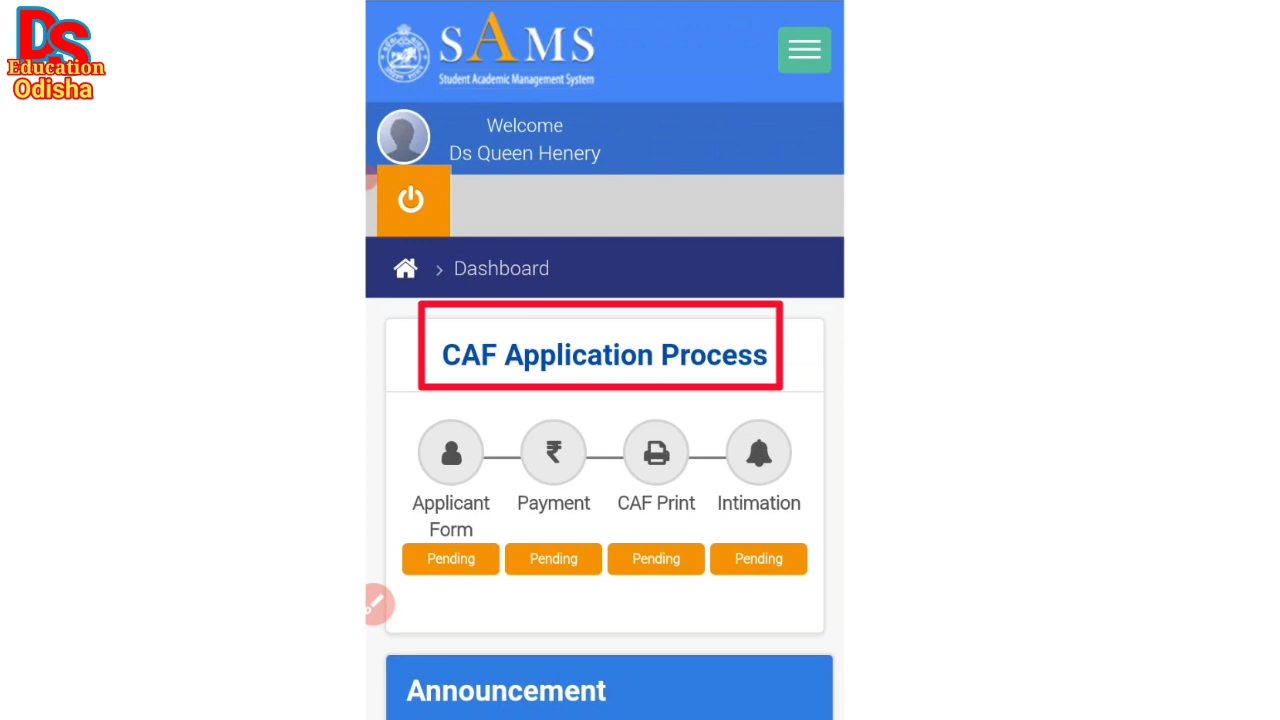 DS
Education
Odisha
SAMS
Student Academic Management System
Welcome
Ds Queen Henery
Dashboard
CAF Application Process
Applicant Form
Payment
CAF Print
Intimation
Pending
Pending
Pending
Pending
Announcement